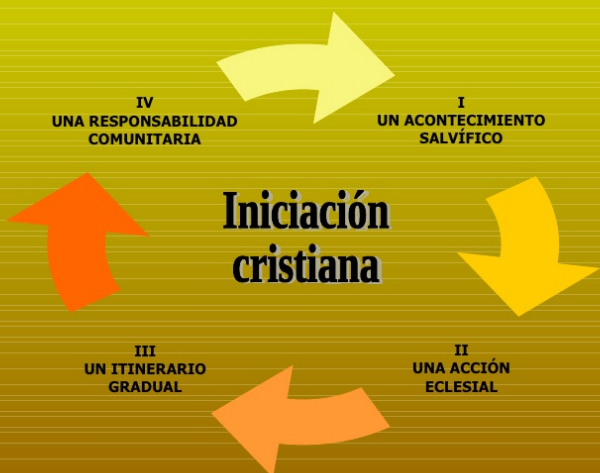 IV
UNA RESPONSABILIDAD
COMUNITARIA
I
UN ACONTECIMIENTO
SALVÍFICO
Iniciación
cristiana
III
UN ITINERARIO
GRADUAL
II
UNA ACCIÓN
ECLESIAL